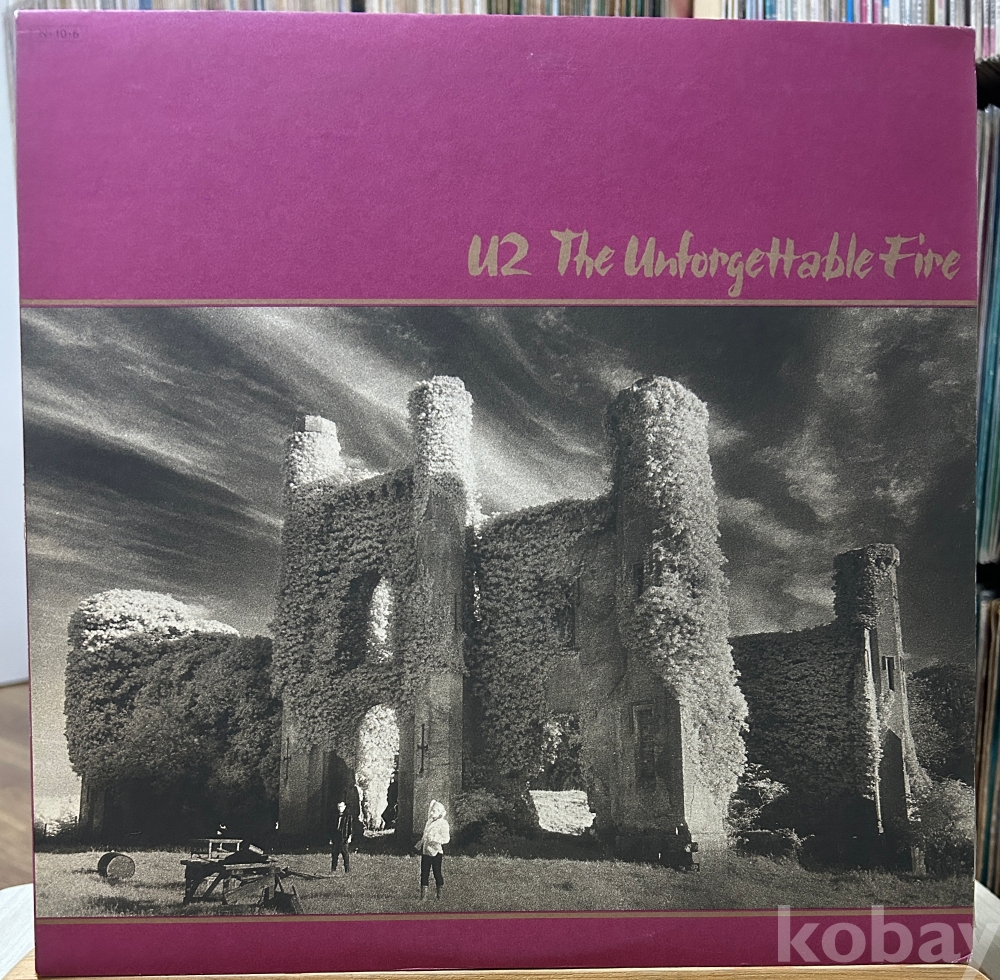 U2 The Unforgettable Fire
kobay